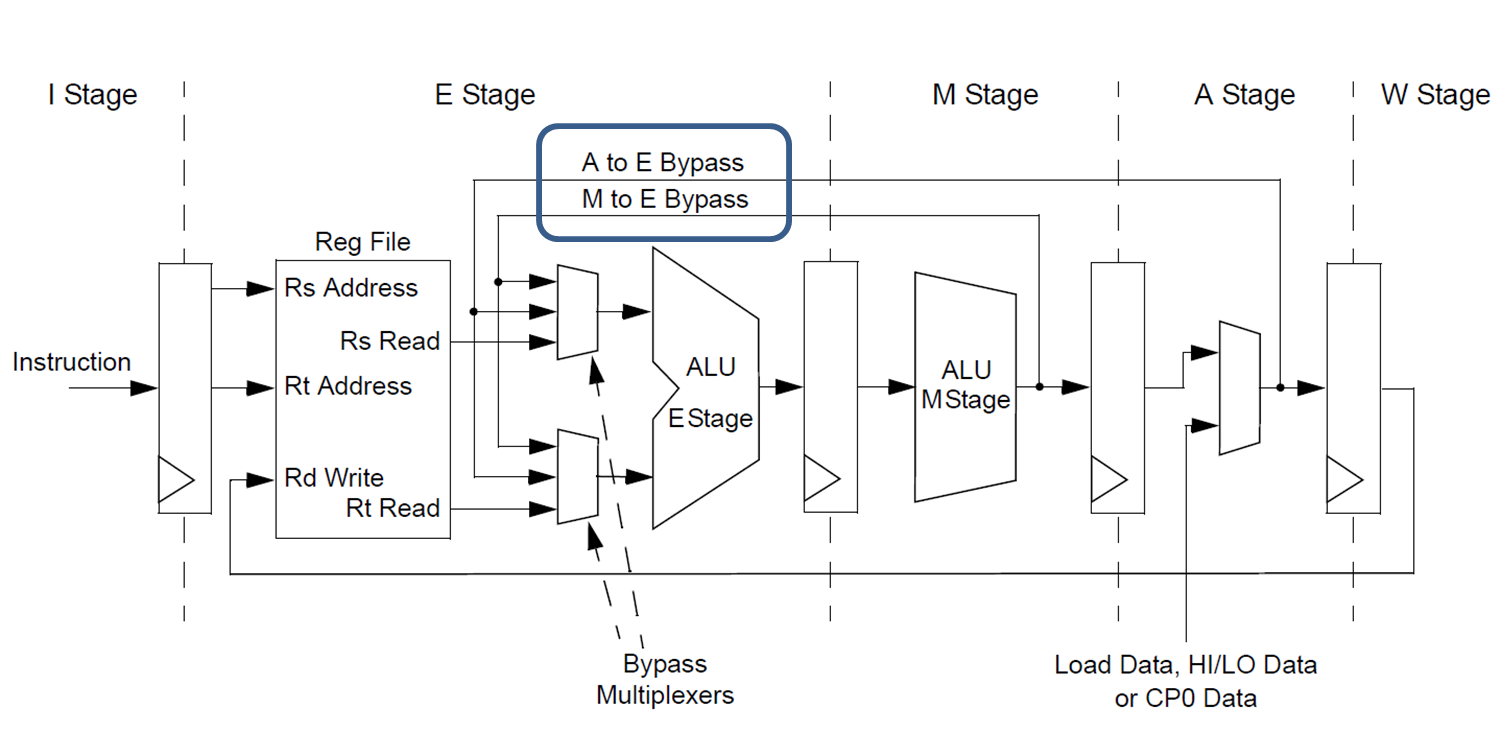 I Stage
E Stage
M Stage
A Stage
W Stage
A to E Bypass
M to E Bypass
Reg File
Rs Address
Rs Read
Instruction
Rt Address
Rd Write
Rt Read
ALU
E Stage
ALU
M Stage
Bypass
Multiplexers
Load Data, HI/LO Data
or CP0 Data